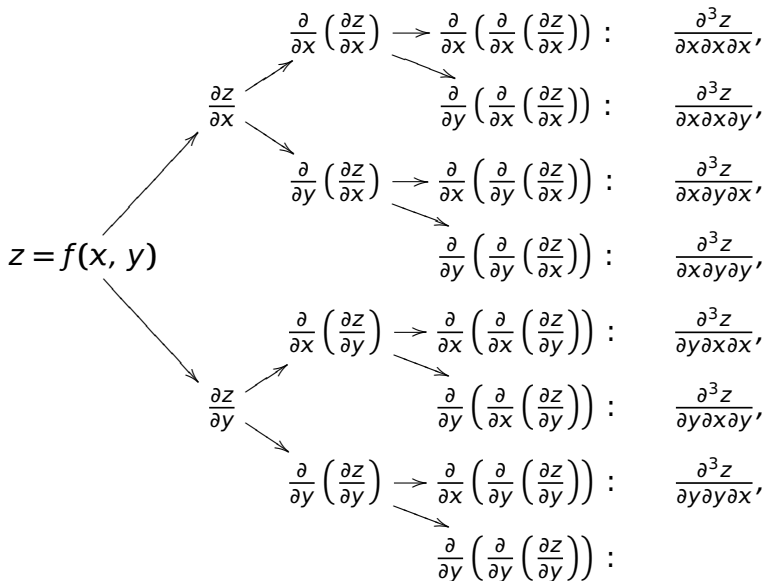 ∂/∂x (∂z/∂x) → ∂/∂x (∂/∂x (∂z/∂x)) : ∂³z/∂x∂x∂x,
∂z/∂x ∂/∂y (∂/∂x (∂z/∂x)) : ∂³z/∂x∂x∂y,
∂/∂y (∂z/∂x) → ∂/∂x (∂/∂y (∂z/∂x)) : ∂³z/∂x∂y∂x,
z = f(x, y) ∂/∂y (∂/∂y (∂z/∂x)) : ∂³z/∂x∂y∂y,
∂/∂x (∂z/∂y) → ∂/∂x (∂/∂x (∂z/∂y)) : ∂³z/∂y∂x∂x,
∂z/∂y ∂/∂y (∂/∂x (∂z/∂y)) : ∂³z/∂y∂x∂y,
∂/∂y (∂z/∂y) → ∂/∂x (∂/∂y (∂z/∂y)) : ∂³z/∂y∂y∂x,
∂/∂y (∂/∂y (∂z/∂y)) :